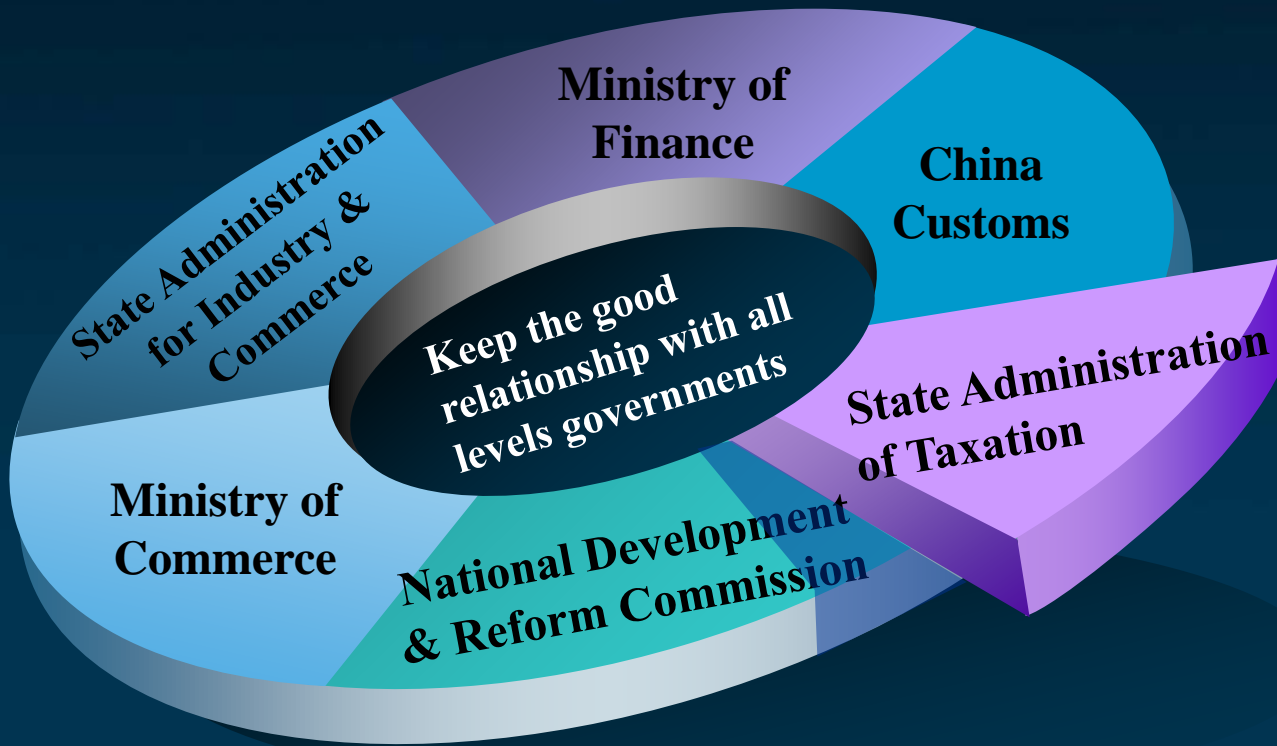 Ministry of
Finance
China
Customs
State Administration
of Taxation
National Development
& Reform Commission
Ministry of
Commerce
State Administration
for Industry &
Commerce
Keep the good
relationship with all
levels governments